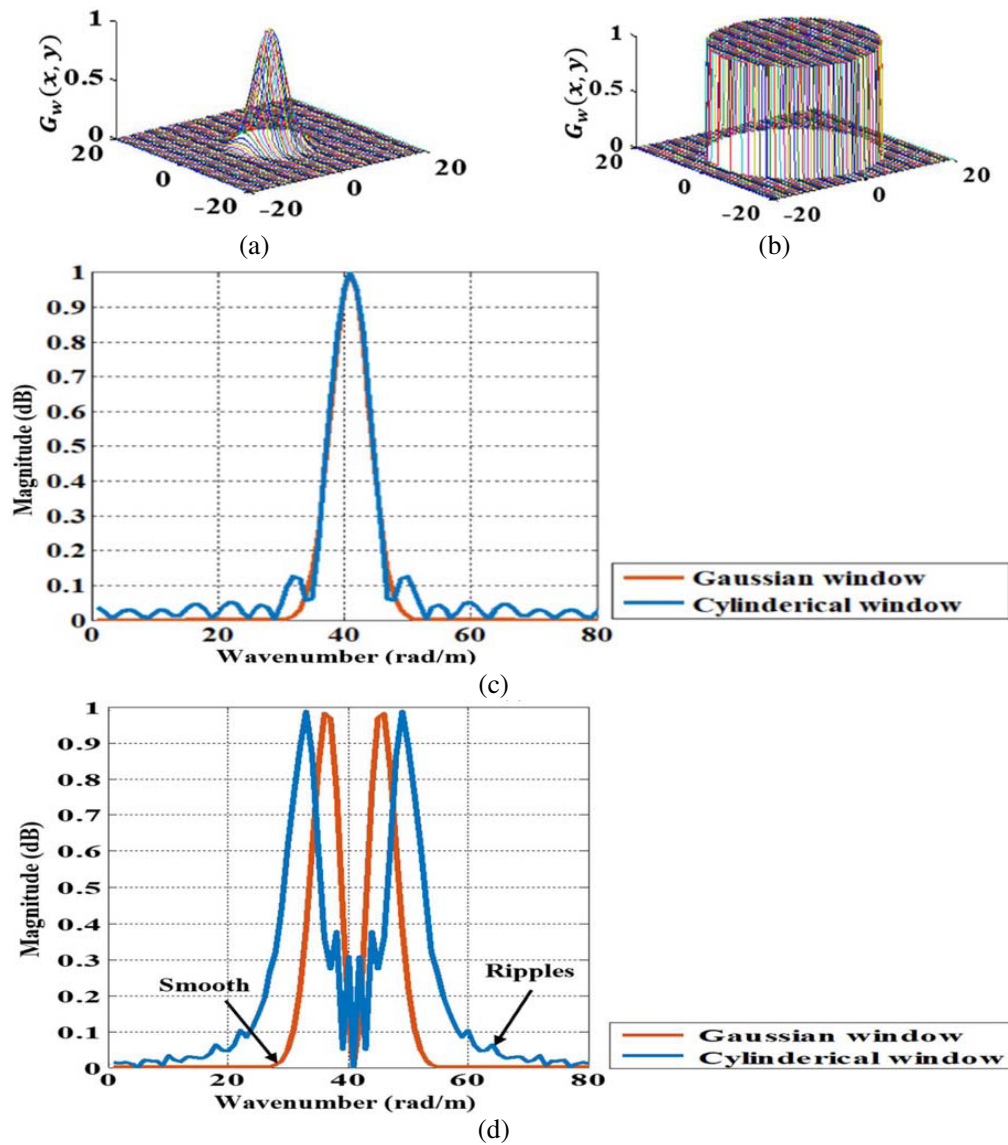 1
0.5
0
G_w(x, y)
20
0
-20
-20
0
20
(a)
1
0.5
0
G_w(x, y)
20
0
-20
-20
0
20
(b)
1
0.9
0.8
0.7
0.6
0.5
0.4
0.3
0.2
0.1
0
Magnitude (dB)
0 20 40 60 80
Wavenumber (rad/m)
Gaussian window
Cylinderical window
(c)
1
0.9
0.8
0.7
0.6
0.5
0.4
0.3
0.2
0.1
0
Magnitude (dB)
Smooth
Ripples
0 20 40 60 80
Wavenumber (rad/m)
Gaussian window
Cylinderical window
(d)